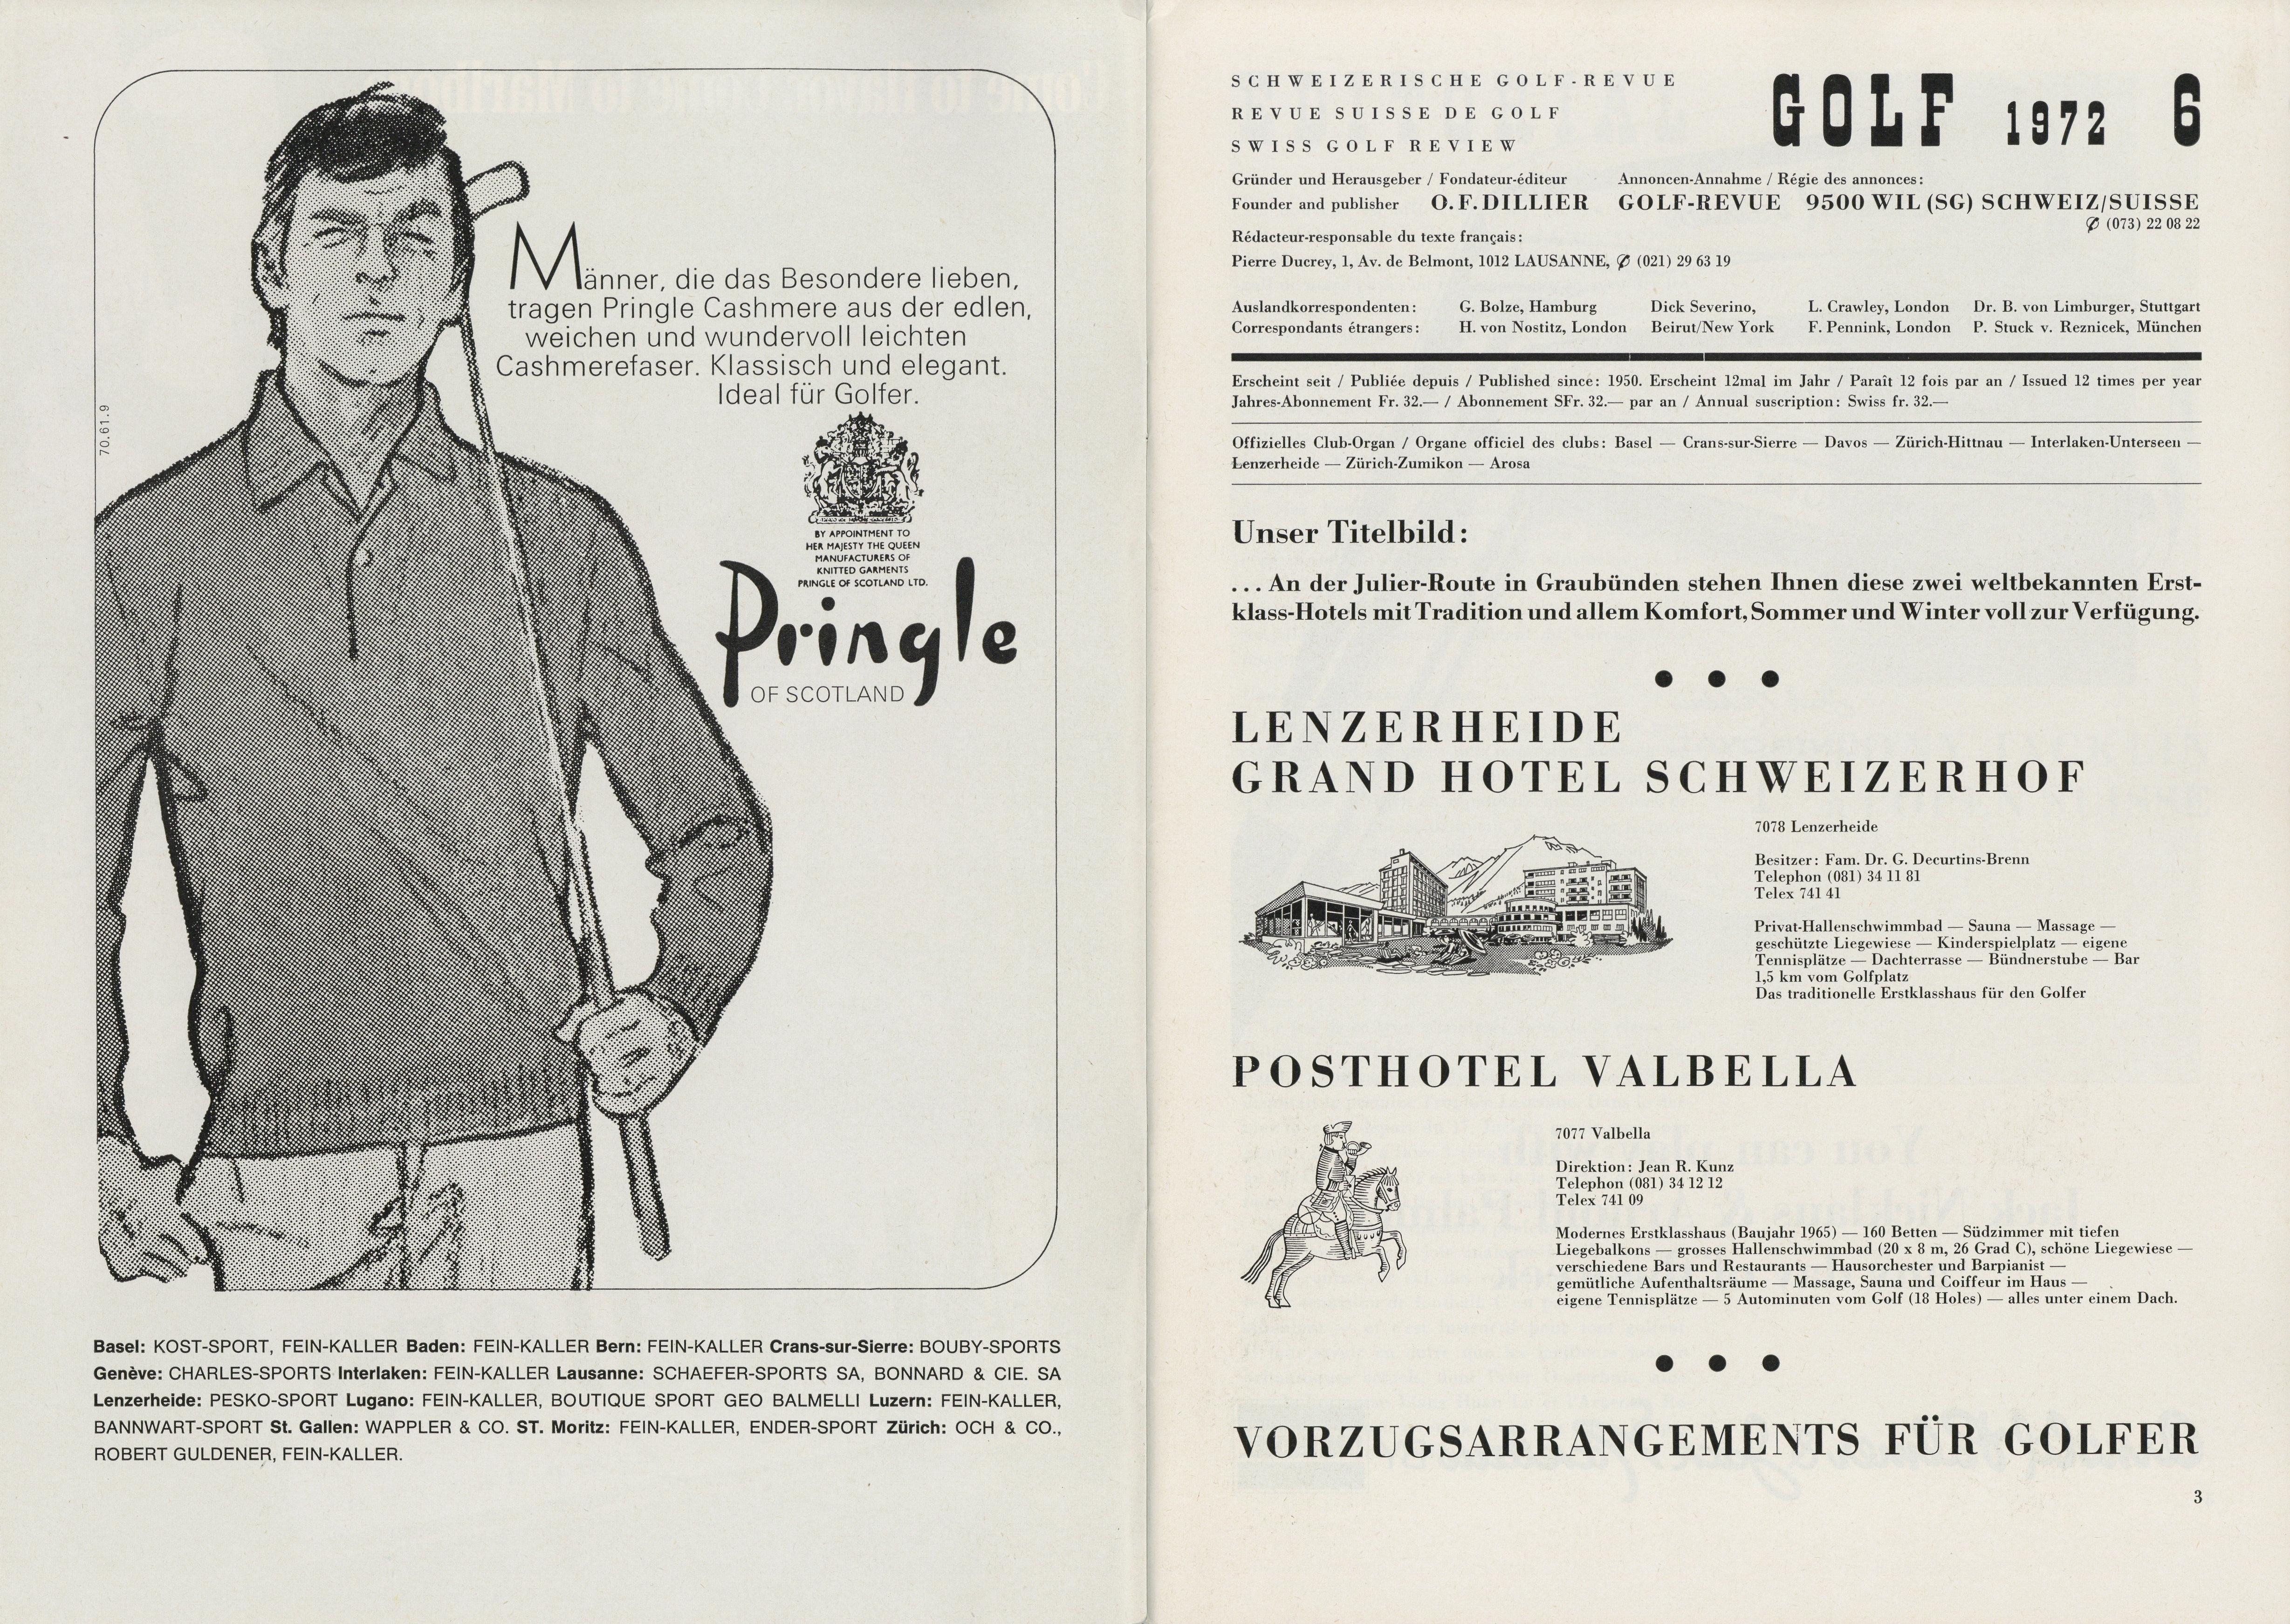 Männer, die das Besondere lieben,
tragen Pringle Cashmere aus der edlen,
weichen und wundervoll leichten
Cashmerefaser. Klassisch und elegant.
Ideal für Golfer.
70.61.9
BY APPOINTMENT TO
HER MAJESTY THE QUEEN
MANUFACTURERS OF
KNITTED GARMENTS
PRINGLE OF SCOTLAND LTD.
Pringle
OF SCOTLAND
Basel: KOST-SPORT, FEIN-KALLER Baden: FEIN-KALLER Bern: FEIN-KALLER Crans-sur-Sierre: BOUBY-SPORTS
Genève: CHARLES-SPORTS Interlaken: FEIN-KALLER Lausanne: SCHAEFER-SPORTS SA, BONNARD & CIE. SA
Lenzerheide: PESKO-SPORT Lugano: FEIN-KALLER, BOUTIQUE SPORT GEO BALMELLI Luzern: FEIN-KALLER,
BANNWART-SPORT St. Gallen: WAPPLER & CO. ST. Moritz: FEIN-KALLER, ENDER-SPORT Zürich: OCH & CO.,
ROBERT GULDENER, FEIN-KALLER.
SCHWEIZERISCHE GOLF-REVUE
REVUE SUISSE DE GOLF
SWISS GOLF REVIEW
GOLF 1972 6
Gründer und Herausgeber / Fondateur-éditeur Annoncen-Annahme / Régie des annonces:
Founder and publisher O. F. DILLIER GOLF-REVUE 9500 WIL (SG) SCHWEIZ/SUISSE
✆ (073) 22 08 22
Rédacteur-responsable du texte français:
Pierre Ducrey, 1, Av. de Belmont, 1012 LAUSANNE, ✆ (021) 29 63 19
Auslandkorrespondenten: G. Bolze, Hamburg Dick Severino, L. Crawley, London Dr. B. von Limburger, Stuttgart
Correspondants étrangers: H. von Nostitz, London Beirut/New York F. Pennink, London P. Stuck v. Reznicek, München
Erscheint seit / Publiée depuis / Published since: 1950. Erscheint 12mal im Jahr / Paraît 12 fois par an / Issued 12 times per year
Jahres-Abonnement Fr. 32.— / Abonnement SFr. 32.— par an / Annual suscription: Swiss fr. 32.—
Offizielles Club-Organ / Organe officiel des clubs: Basel — Crans-sur-Sierre — Davos — Zürich-Hittnau — Interlaken-Unterseen —
Lenzerheide — Zürich-Zumikon — Arosa
Unser Titelbild:
... An der Julier-Route in Graubünden stehen Ihnen diese zwei weltbekannten Erst-
klass-Hotels mit Tradition und allem Komfort, Sommer und Winter voll zur Verfügung.
LENZERHEIDE
GRAND HOTEL SCHWEIZERHOF
7078 Lenzerheide
Besitzer: Fam. Dr. G. Decurtins-Brenn
Telephon (081) 34 11 81
Telex 741 41
Privat-Hallenschwimmbad — Sauna — Massage —
geschützte Liegewiese — Kinderspielplatz — eigene
Tennisplätze — Dachterrasse — Bündnerstube — Bar
1,5 km vom Golfplatz
Das traditionelle Erstklasshaus für den Golfer
POSTHOTEL VALBELLA
7077 Valbella
Direktion: Jean R. Kunz
Telephon (081) 34 12 12
Telex 741 09
Modernes Erstklasshaus (Baujahr 1965) — 160 Betten — Südzimmer mit tiefen
Liegebalkons — grosses Hallenschwimmbad (20 x 8 m, 26 Grad C), schöne Liegewiese —
verschiedene Bars und Restaurants — Hausorchester und Barpianist —
gemütliche Aufenthaltsräume — Massage, Sauna und Coiffeur im Haus —
eigene Tennisplätze — 5 Autominuten vom Golf (18 Holes) — alles unter einem Dach.
VORZUGSARRANGEMENTS FÜR GOLFER
3